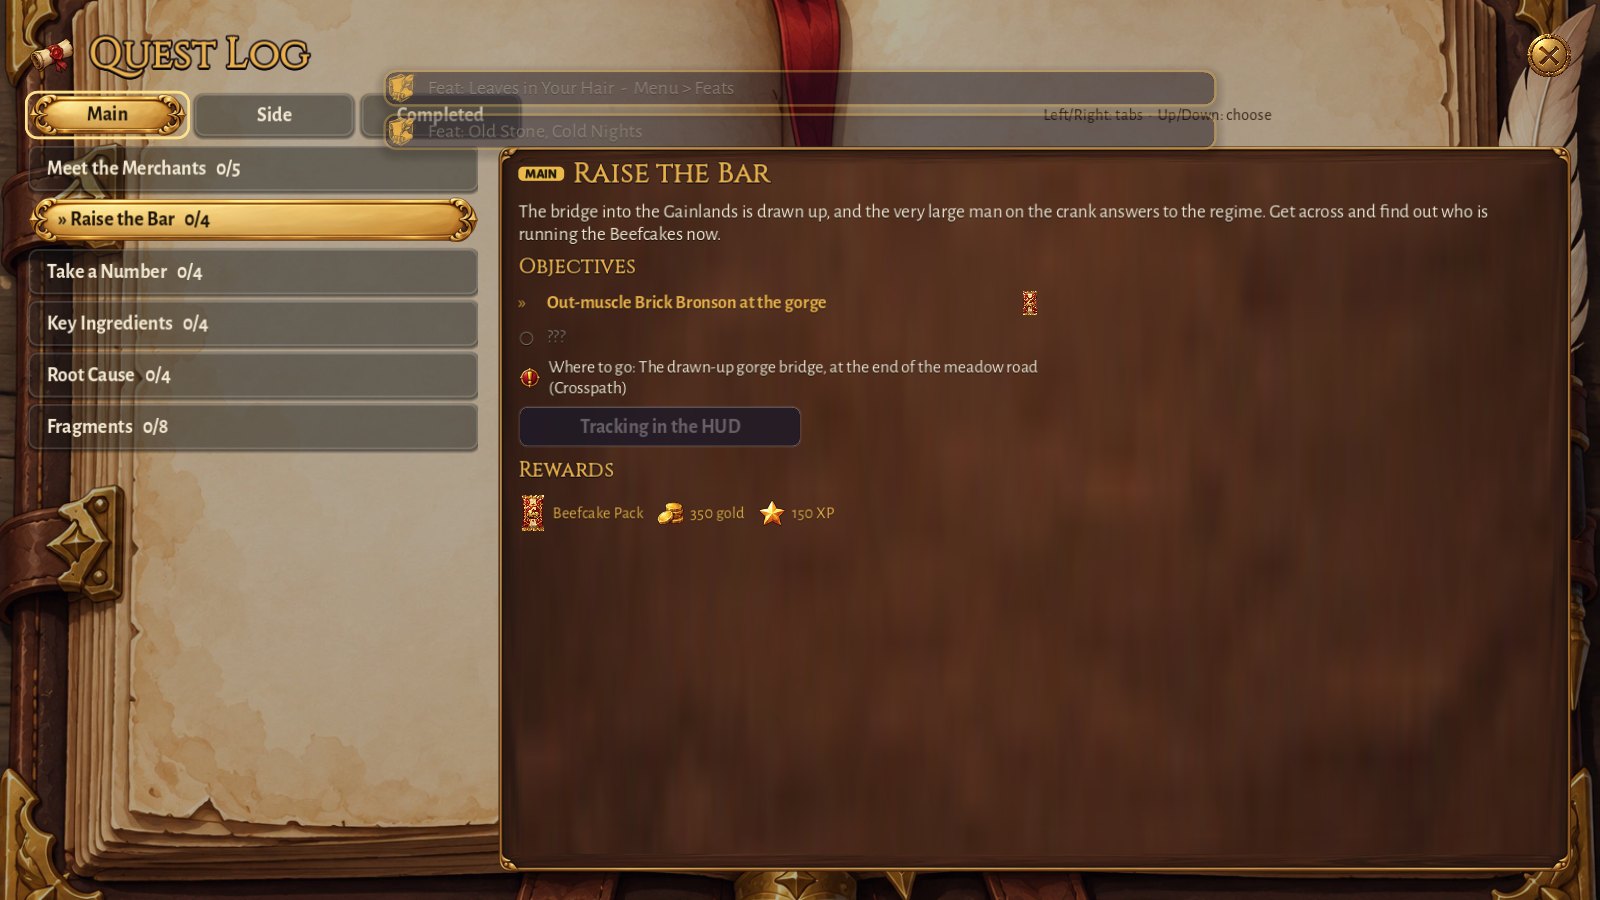 Quest Log
Feat: Leaves in Your Hair - Menu > Feats
Main
Side
Completed
Left/Right: tabs · Up/Down: choose
Feat: Old Stone, Cold Nights
Meet the Merchants 0/5
» Raise the Bar 0/4
Take a Number 0/4
Key Ingredients 0/4
Root Cause 0/4
Fragments 0/8
MAIN Raise the Bar
The bridge into the Gainlands is drawn up, and the very large man on the crank answers to the regime. Get across and find out who is
running the Beefcakes now.
Objectives
» Out-muscle Brick Bronson at the gorge
???
Where to go: The drawn-up gorge bridge, at the end of the meadow road
(Crosspath)
Tracking in the HUD
Rewards
Beefcake Pack 350 gold 150 XP